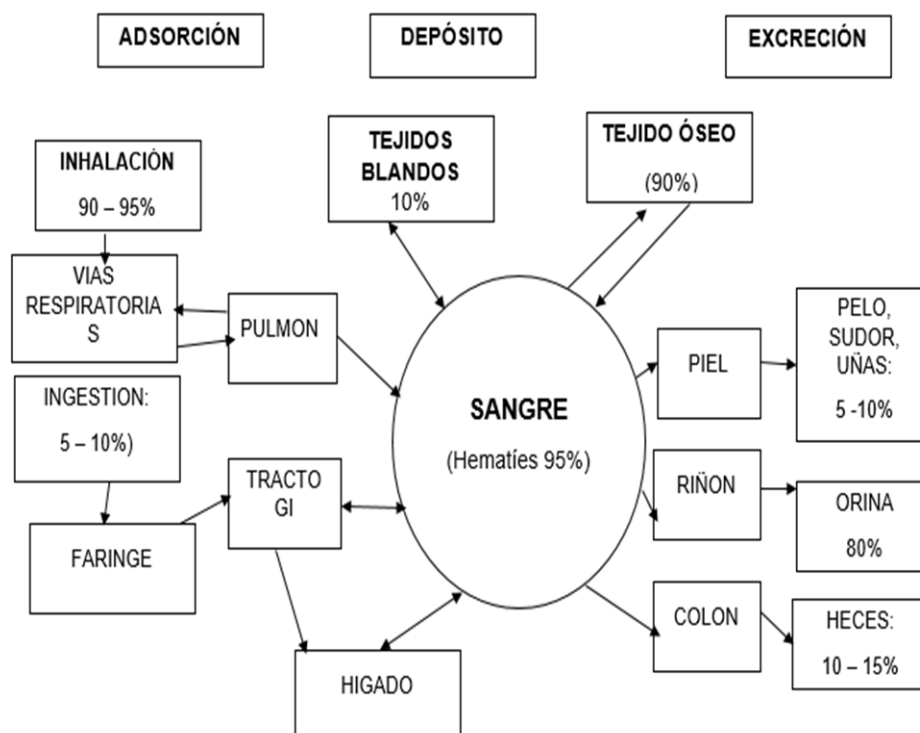 ADSORCIÓN
DEPÓSITO
EXCRECIÓN
INHALACIÓN
90 – 95%
TEJIDOS
BLANDOS
10%
TEJIDO ÓSEO
(90%)
VIAS
RESPIRATORIA
S
PULMON
INGESTION:
5 – 10%)
FARINGE
TRACTO
GI
HIGADO
SANGRE
(Hematíes 95%)
PIEL
PELO,
SUDOR,
UÑAS:
5 -10%
RIÑON
ORINA
80%
COLON
HECES:
10 – 15%